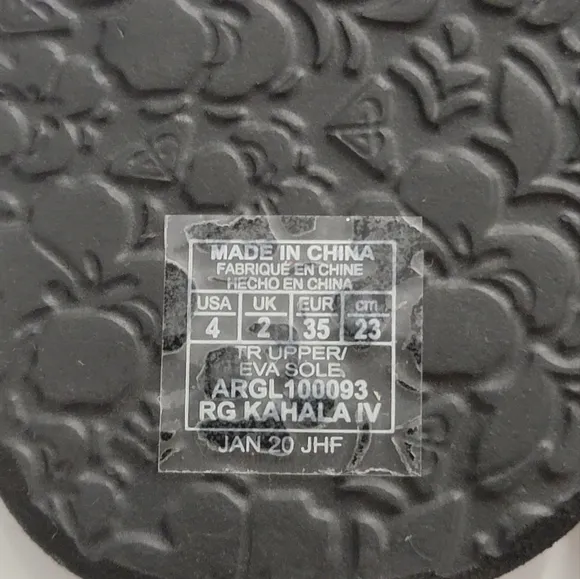 MADE IN CHINA
FABRIQUÉ EN CHINE
HECHO EN CHINA
USA UK EUR cm
4 2 35 23
TR UPPER/
EVA SOLE
ARGL100093
RG KAHALA IV
JAN 20 JHF